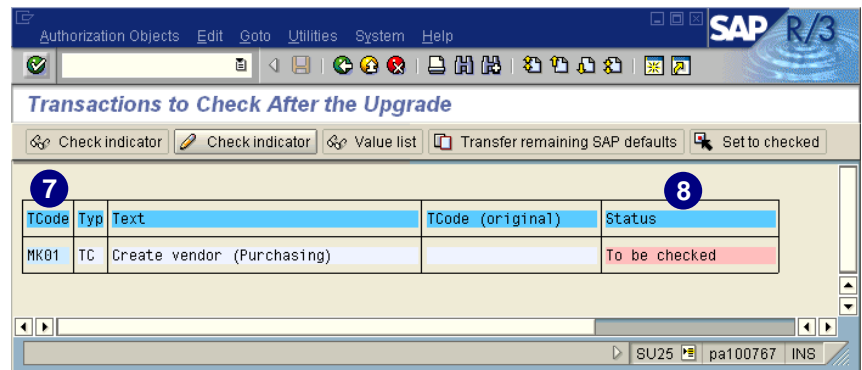 SAP R/3
Authorization Objects Edit Goto Utilities System Help
Transactions to Check After the Upgrade
Check indicator Check indicator Value list Transfer remaining SAP defaults Set to checked
7 8
TCode Typ Text TCode (original) Status
MK01 TC Create vendor (Purchasing) To be checked
SU25 pa100767 INS